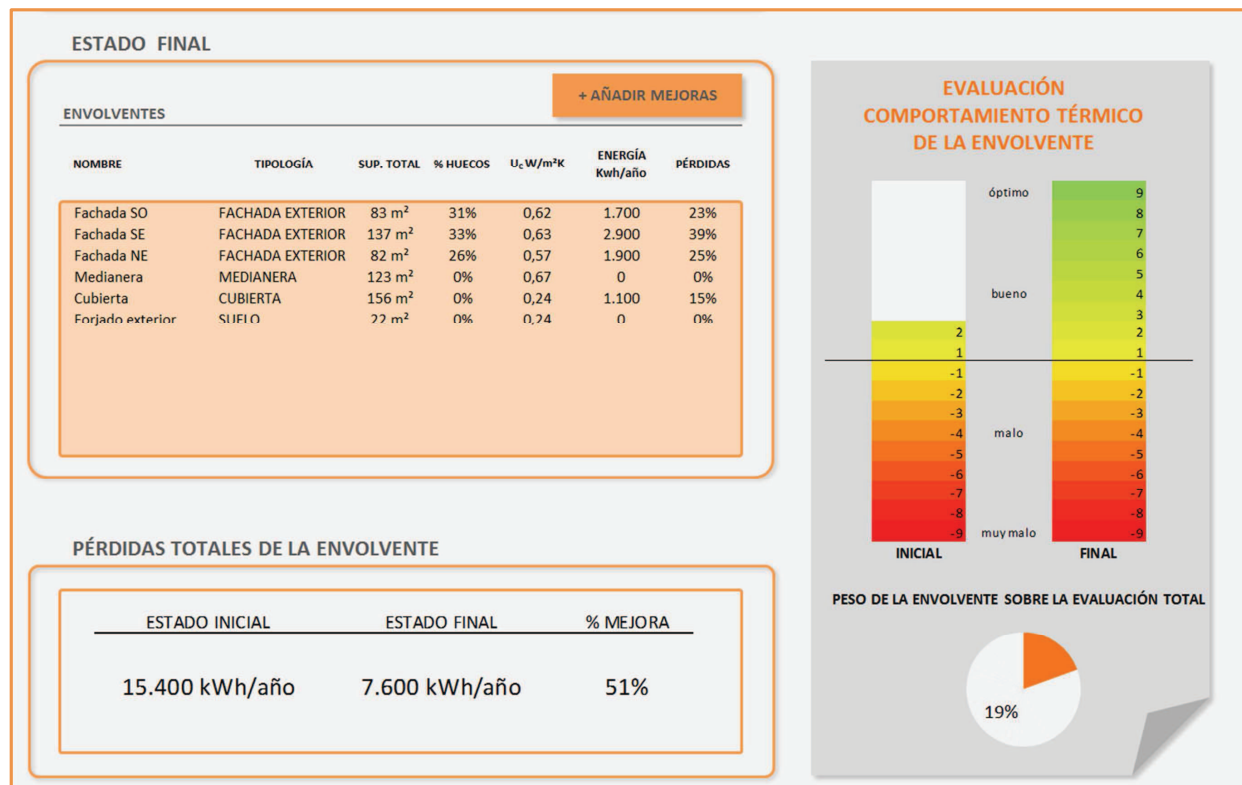 ESTADO FINAL
+ AÑADIR MEJORAS
ENVOLVENTES
NOMBRE TIPOLOGÍA SUP. TOTAL % HUECOS Uc W/m²K ENERGÍA Kwh/año PÉRDIDAS
Fachada SO FACHADA EXTERIOR 83 m² 31% 0,62 1.700 23%
Fachada SE FACHADA EXTERIOR 137 m² 33% 0,63 2.900 39%
Fachada NE FACHADA EXTERIOR 82 m² 26% 0,57 1.900 25%
Medianera MEDIANERA 123 m² 0% 0,67 0 0%
Cubierta CUBIERTA 156 m² 0% 0,24 1.100 15%
Forjado exterior SUELO 22 m² 0% 0,24 0 0%
PÉRDIDAS TOTALES DE LA ENVOLVENTE
ESTADO INICIAL ESTADO FINAL % MEJORA
15.400 kWh/año 7.600 kWh/año 51%
EVALUACIÓN
COMPORTAMIENTO TÉRMICO
DE LA ENVOLVENTE
óptimo 9
8
7
6
5
bueno 4
3
2 2
1 1
-1 -1
-2 -2
-3 -3
-4 malo -4
-5 -5
-6 -6
-7 -7
-8 -8
-9 muy malo -9
INICIAL FINAL
PESO DE LA ENVOLVENTE SOBRE LA EVALUACIÓN TOTAL
19%